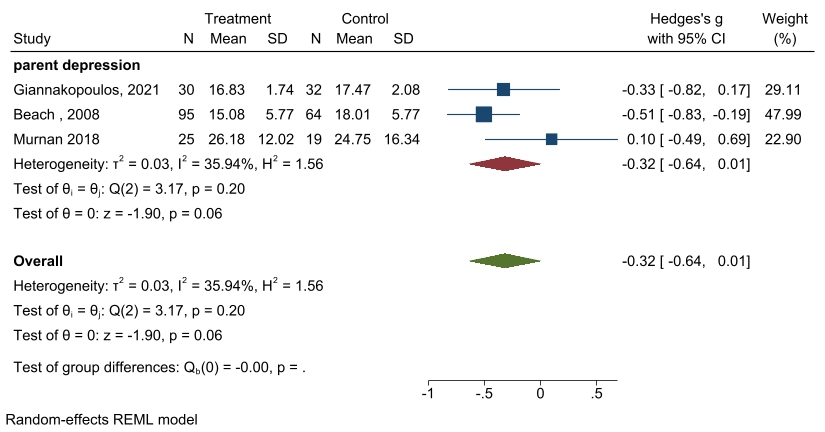 Treatment Control Hedges's g Weight
Study N Mean SD N Mean SD with 95% CI (%)
parent depression
Giannakopoulos, 2021 30 16.83 1.74 32 17.47 2.08 -0.33 [ -0.82, 0.17] 29.11
Beach , 2008 95 15.08 5.77 64 18.01 5.77 -0.51 [ -0.83, -0.19] 47.99
Murnan 2018 25 26.18 12.02 19 24.75 16.34 0.10 [ -0.49, 0.69] 22.90
Heterogeneity: τ² = 0.03, I² = 35.94%, H² = 1.56 -0.32 [ -0.64, 0.01]
Test of θᵢ = θⱼ: Q(2) = 3.17, p = 0.20
Test of θ = 0: z = -1.90, p = 0.06
Overall -0.32 [ -0.64, 0.01]
Heterogeneity: τ² = 0.03, I² = 35.94%, H² = 1.56
Test of θᵢ = θⱼ: Q(2) = 3.17, p = 0.20
Test of θ = 0: z = -1.90, p = 0.06
Test of group differences: Q_b(0) = -0.00, p = .
-1 -.5 0 .5
Random-effects REML model